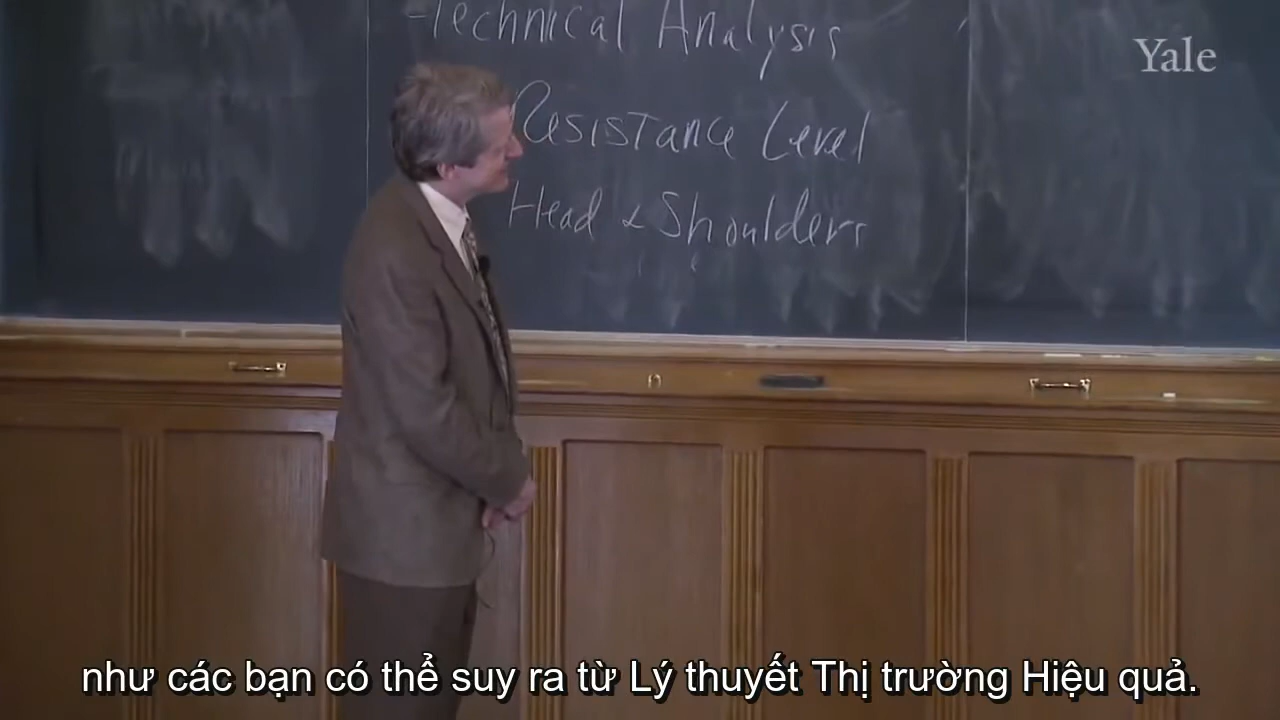 -Technical Analysis
Yale
Resistance Level
Head & Shoulders
như các bạn có thể suy ra từ Lý thuyết Thị trường Hiệu quả.